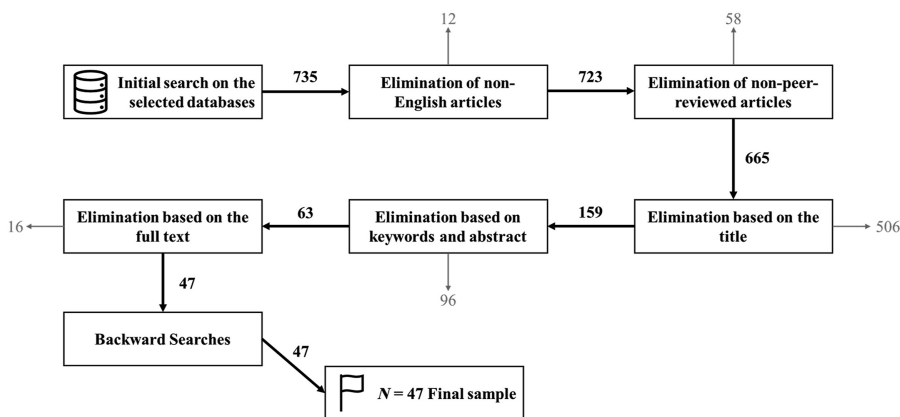 12
58
Initial search on the
selected databases
735
Elimination of non-
English articles
723
Elimination of non-peer-
reviewed articles
665
Elimination based on the
title
506
159
Elimination based on
keywords and abstract
96
63
Elimination based on the
full text
16
47
Backward Searches
47
N = 47 Final sample